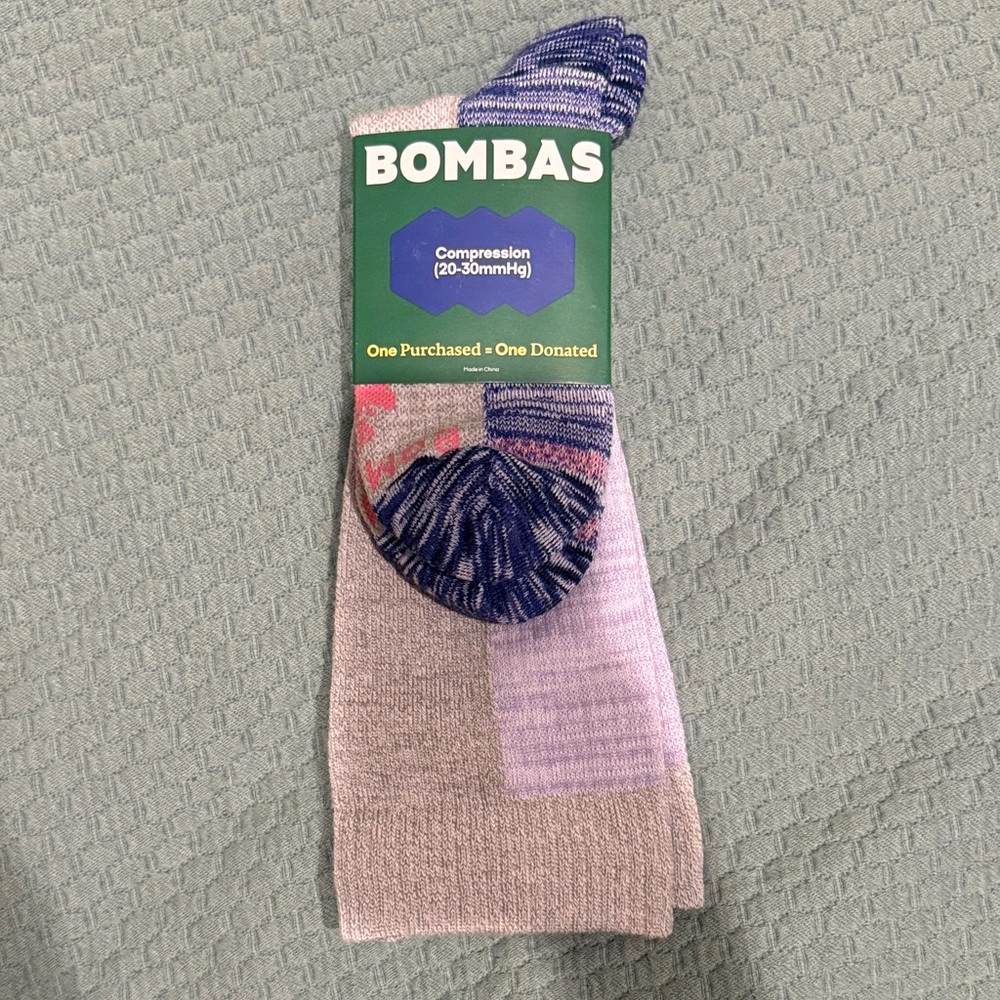 BOMBAS
Compression
(20-30mmHg)
One Purchased = One Donated
Made in China